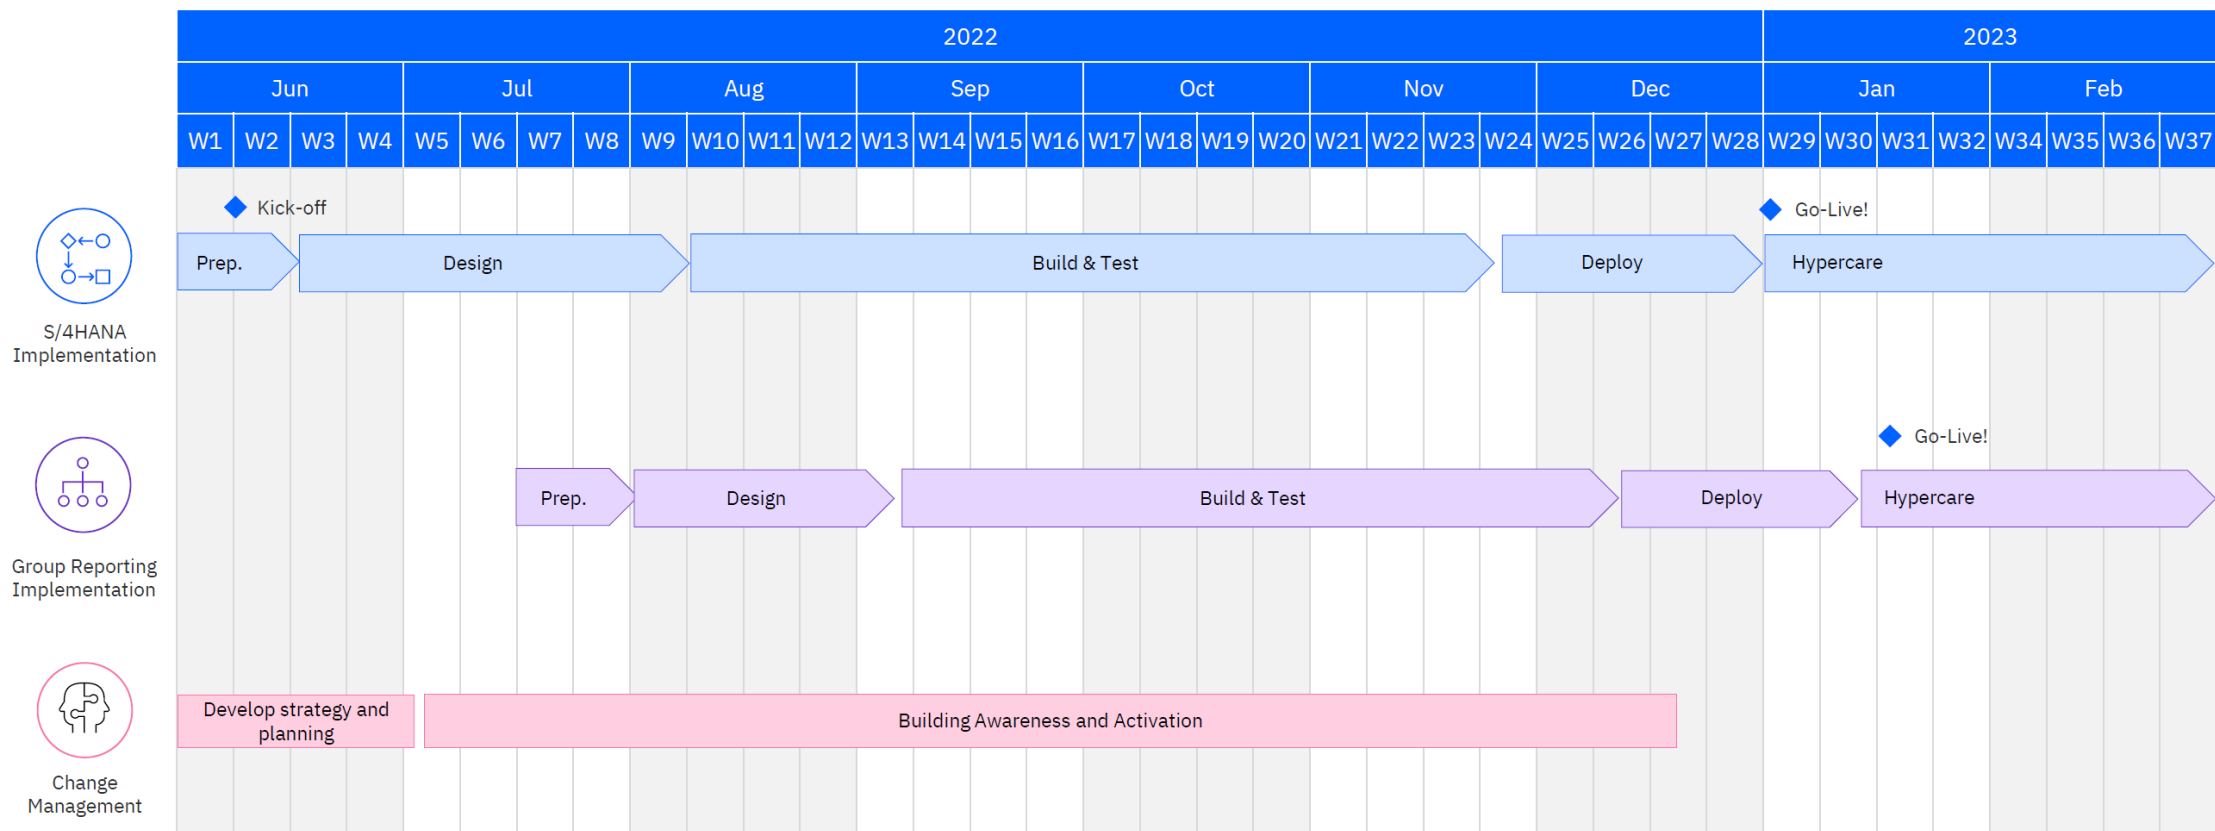 2022 2023
Jun Jul Aug Sep Oct Nov Dec Jan Feb
W1 W2 W3 W4 W5 W6 W7 W8 W9 W10 W11 W12 W13 W14 W15 W16 W17 W18 W19 W20 W21 W22 W23 W24 W25 W26 W27 W28 W29 W30 W31 W32 W34 W35 W36 W37
Kick-off Go-Live!
Prep. Design Build & Test Deploy Hypercare
S/4HANA
Implementation
Go-Live!
Prep. Design Build & Test Deploy Hypercare
Group Reporting
Implementation
Develop strategy and
planning
Building Awareness and Activation
Change
Management